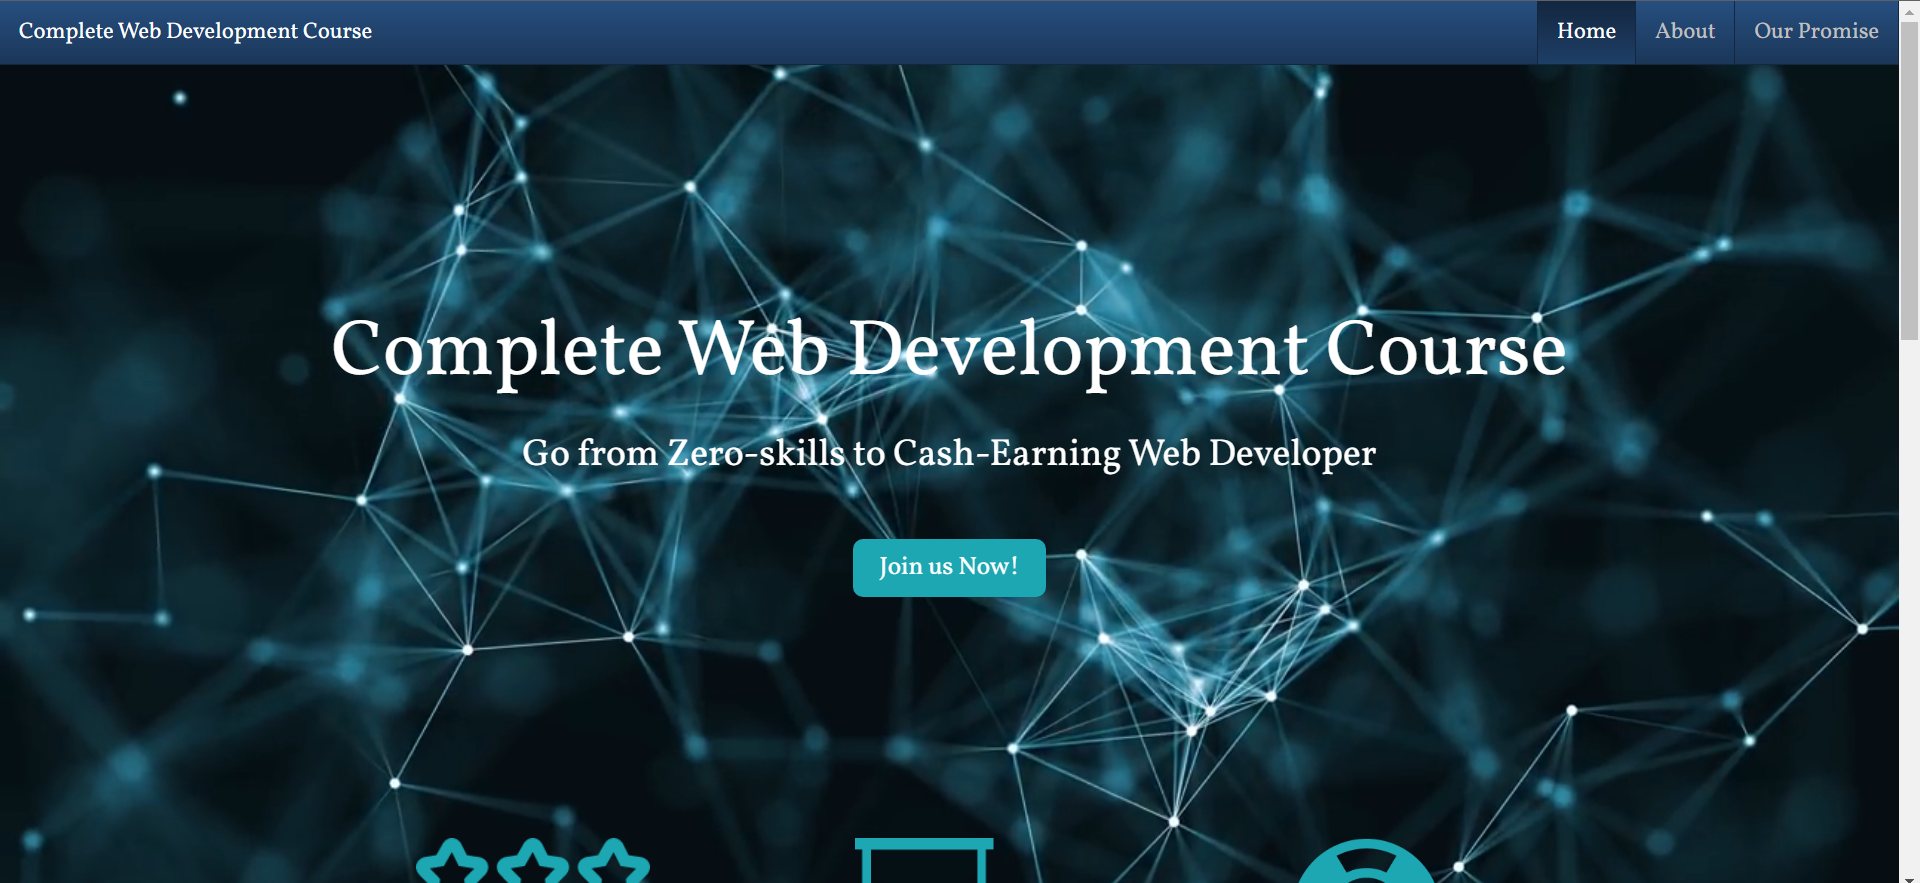 Complete Web Development Course
Home
About
Our Promise
Complete Web Development Course
Go from Zero-skills to Cash-Earning Web Developer
Join us Now!